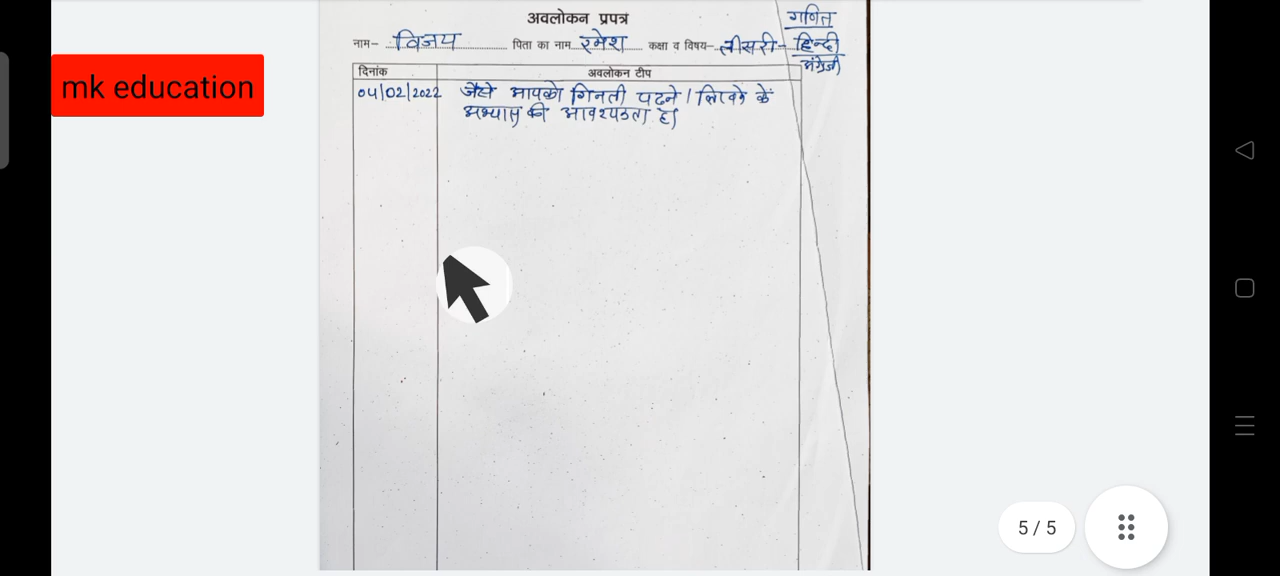 अवलोकन प्रपत्र
गणित
नाम- विजय पिता का नाम रमेश कक्षा व विषय- तीसरी- हिन्दी
अंग्रेजी
mk education
दिनांक अवलोकन टीप
04/02/2022 जैसे आपको गिनती पढने / लिखने के
अभ्यास की आवश्यकता है।
5 / 5